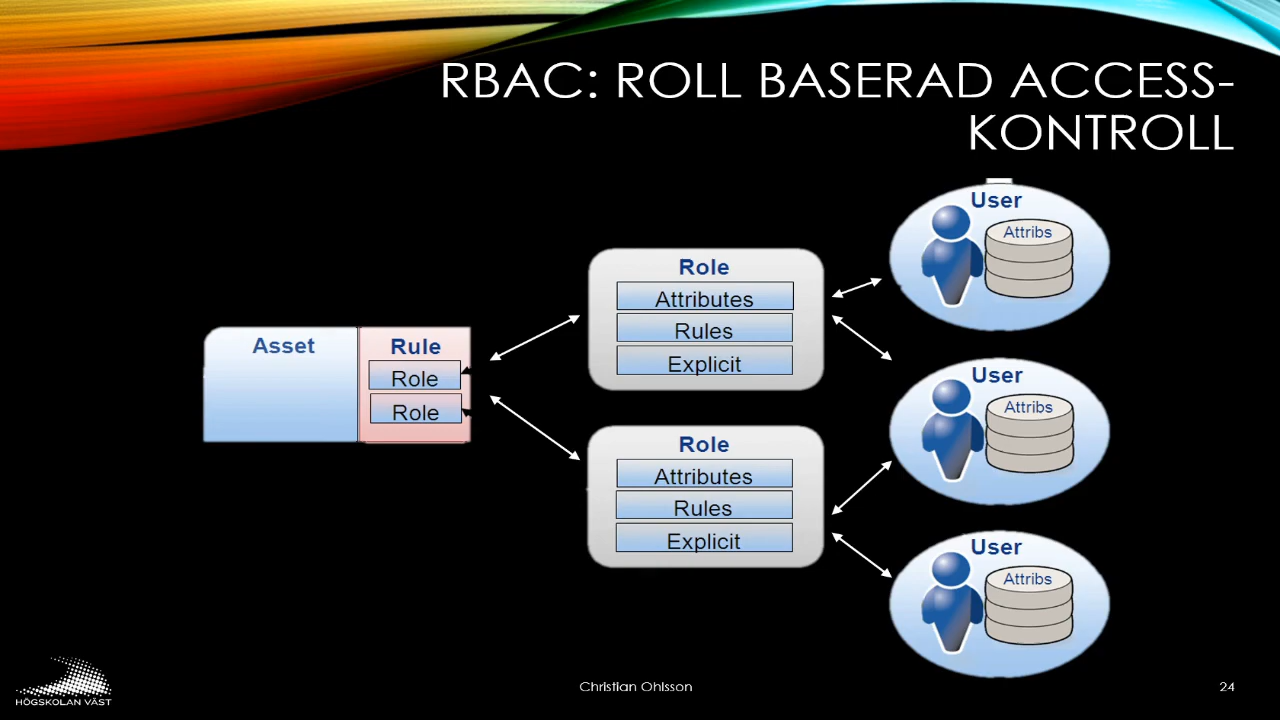 RBAC: ROLL BASERAD ACCESS-
KONTROLL
Asset
Rule
Role
Role
Role
Attributes
Rules
Explicit
Role
Attributes
Rules
Explicit
User
Attribs
User
Attribs
User
Attribs
HÖGSKOLAN VÄST
Christian Ohlsson
24